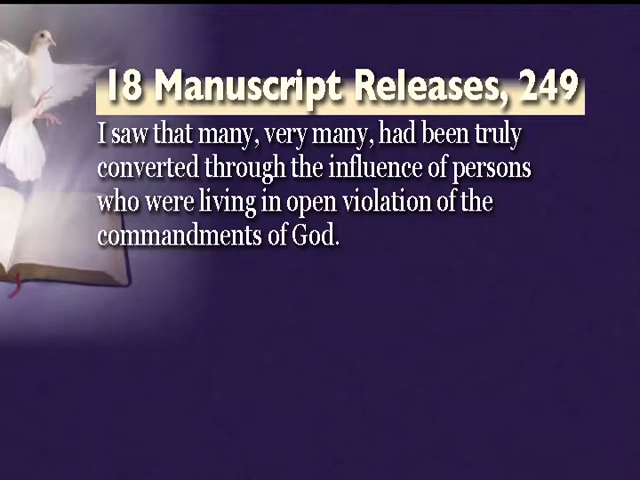 18 Manuscript Releases, 249
I saw that many, very many, had been truly
converted through the influence of persons
who were living in open violation of the
commandments of God.